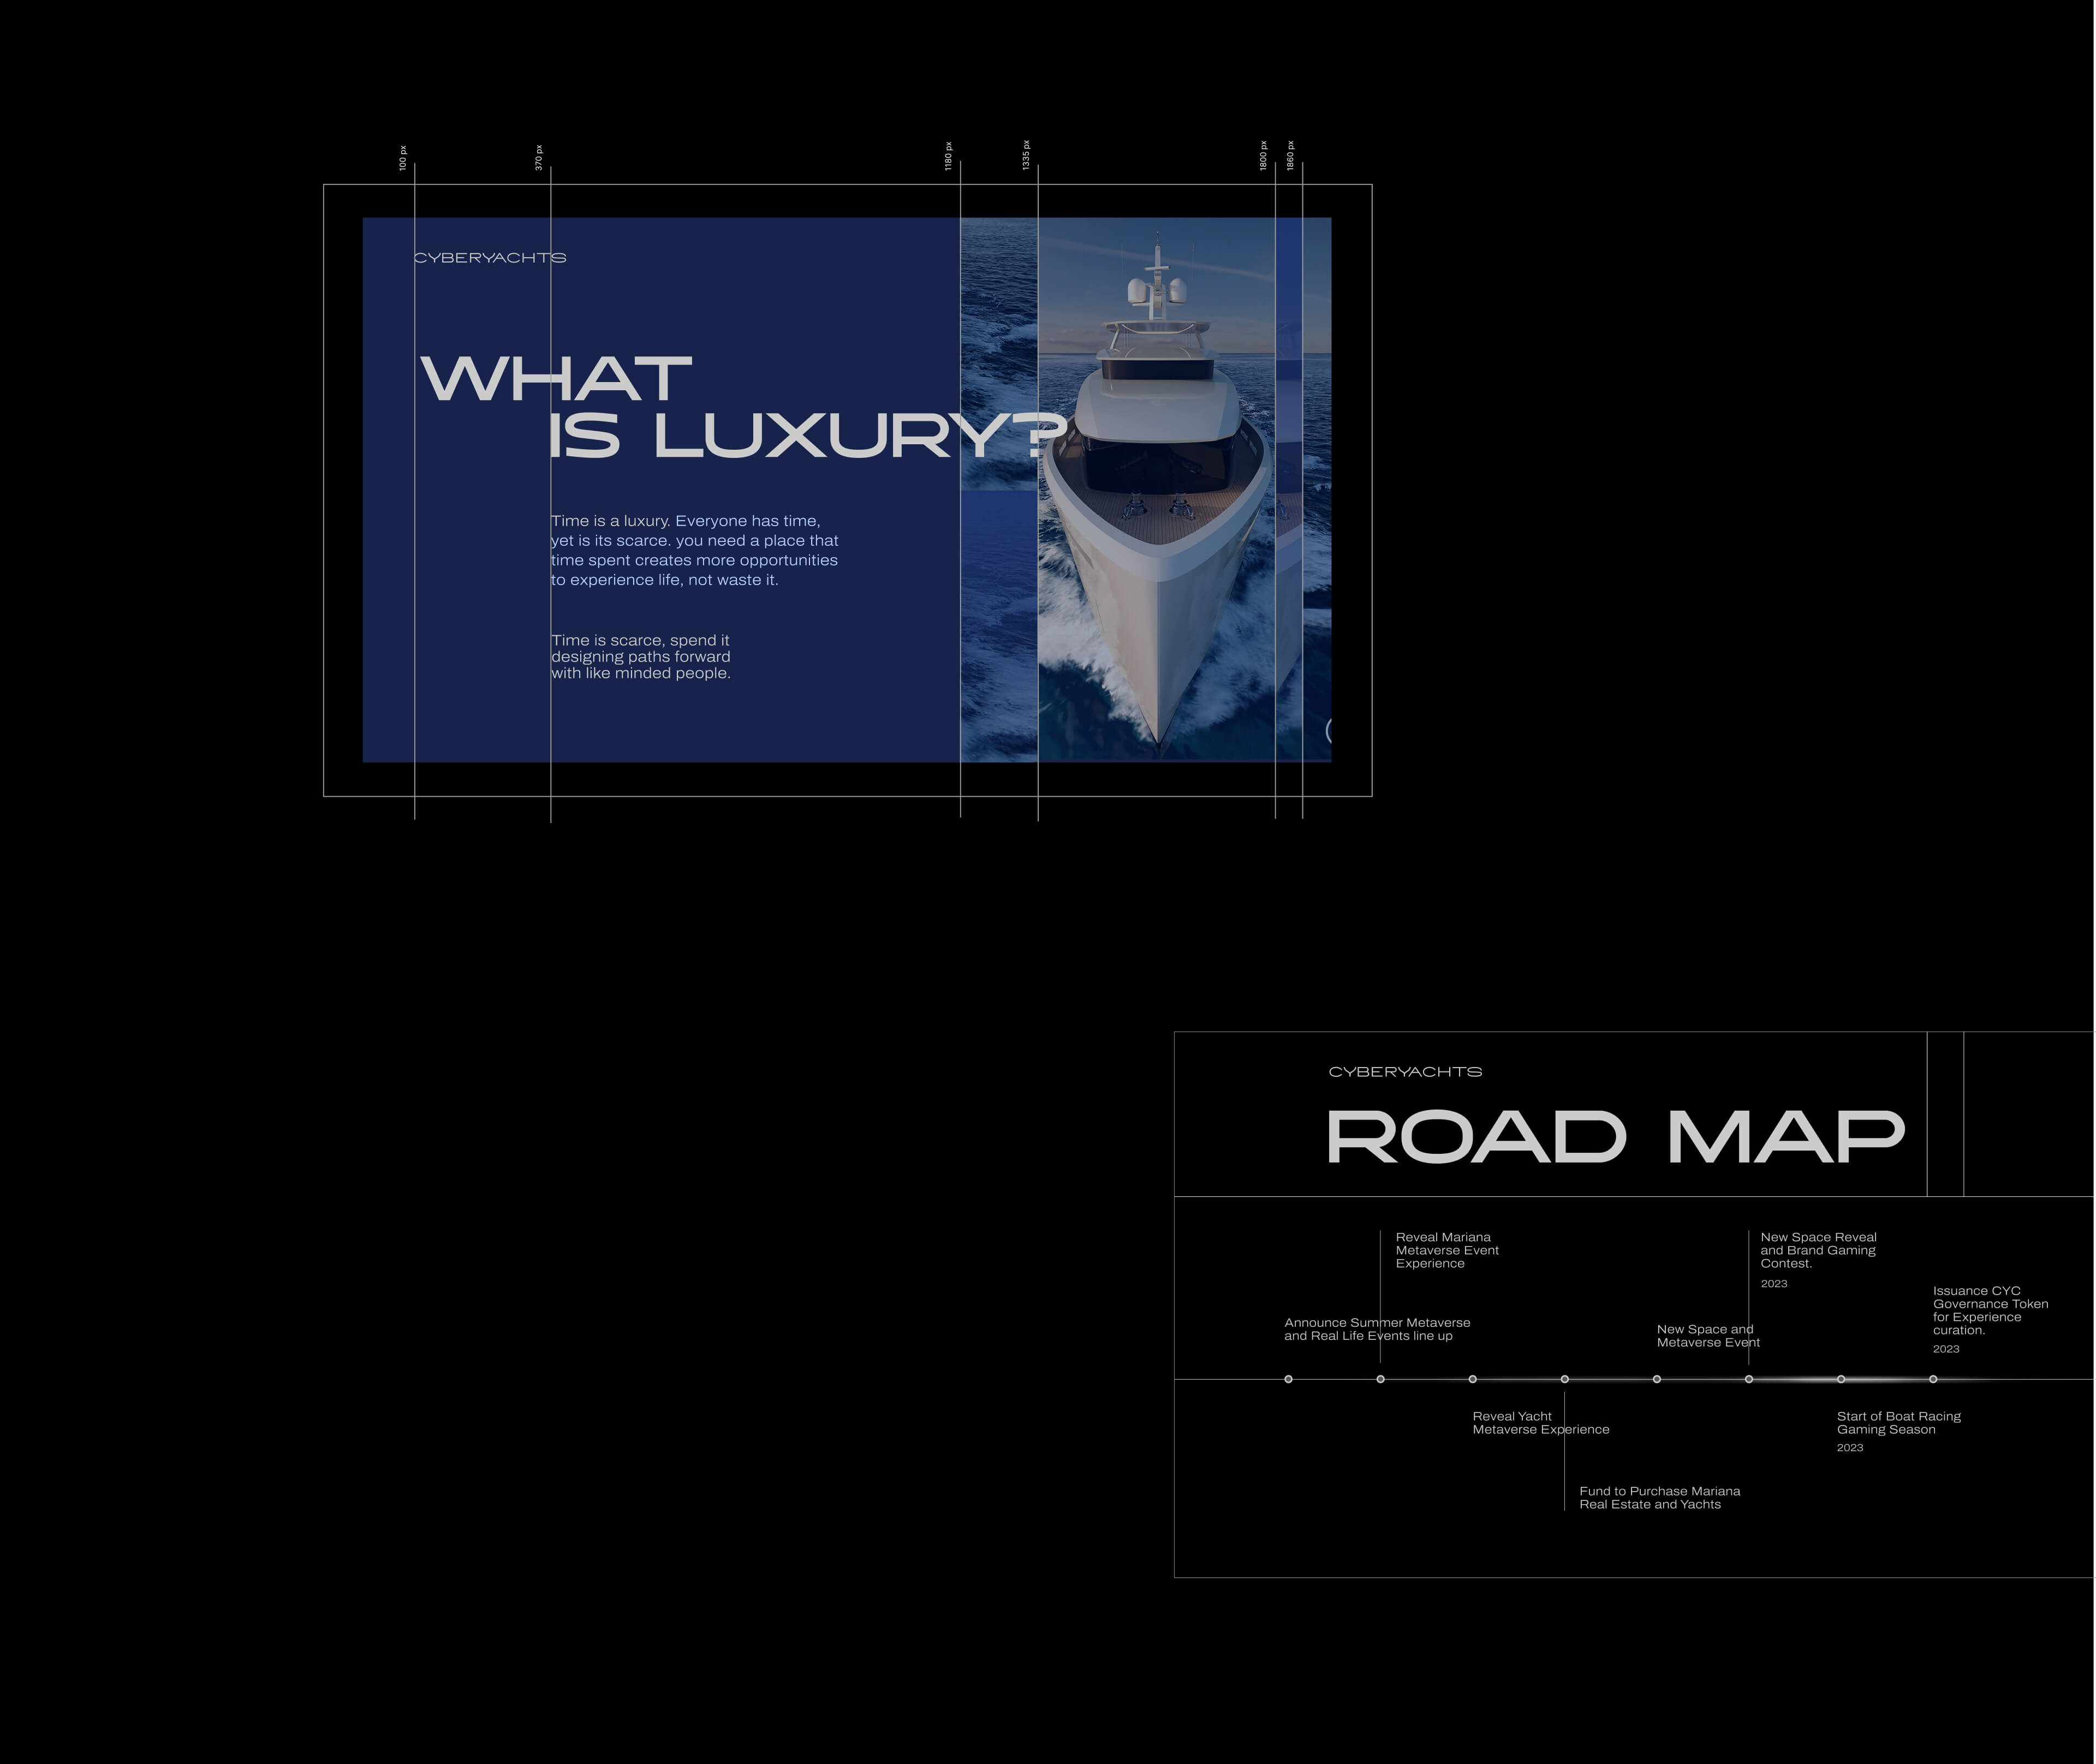 100 px
370 px
1180 px
1335 px
1800 px
1860 px
CYBERYACHTS
WHAT
IS LUXURY?
Time is a luxury. Everyone has time,
yet is its scarce. you need a place that
time spent creates more opportunities
to experience life, not waste it.
Time is scarce, spend it
designing paths forward
with like minded people.
CYBERYACHTS
ROAD MAP
Announce Summer Metaverse
and Real Life Events line up
Reveal Mariana
Metaverse Event
Experience
Reveal Yacht
Metaverse Experience
Fund to Purchase Mariana
Real Estate and Yachts
New Space and
Metaverse Event
New Space Reveal
and Brand Gaming
Contest.
2023
Start of Boat Racing
Gaming Season
2023
Issuance CYC
Governance Token
for Experience
curation.
2023